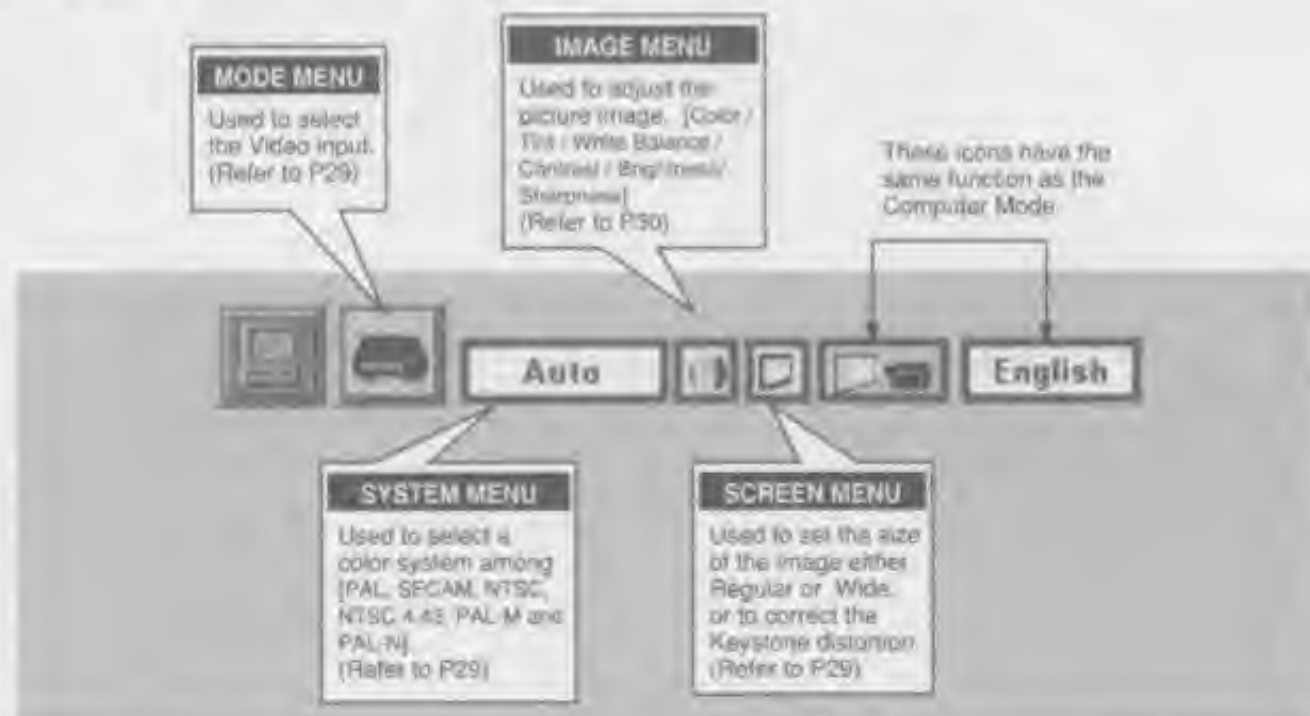 MODE MENU
Used to select
the Video input.
(Refer to P29)
IMAGE MENU
Used to adjust the
picture image. [Color /
Tint / White Balance /
Contrast / Brightness/
Sharpness]
(Refer to P30)
These icons have the
same function as the
Computer Mode
Auto
English
SYSTEM MENU
Used to select a
color system among
[PAL, SECAM, NTSC,
NTSC 4.43, PAL-M and
PAL-N]
(Refer to P29)
SCREEN MENU
Used to set the size
of the image either
Regular or Wide,
or to correct the
Keystone distortion
(Refer to P29)